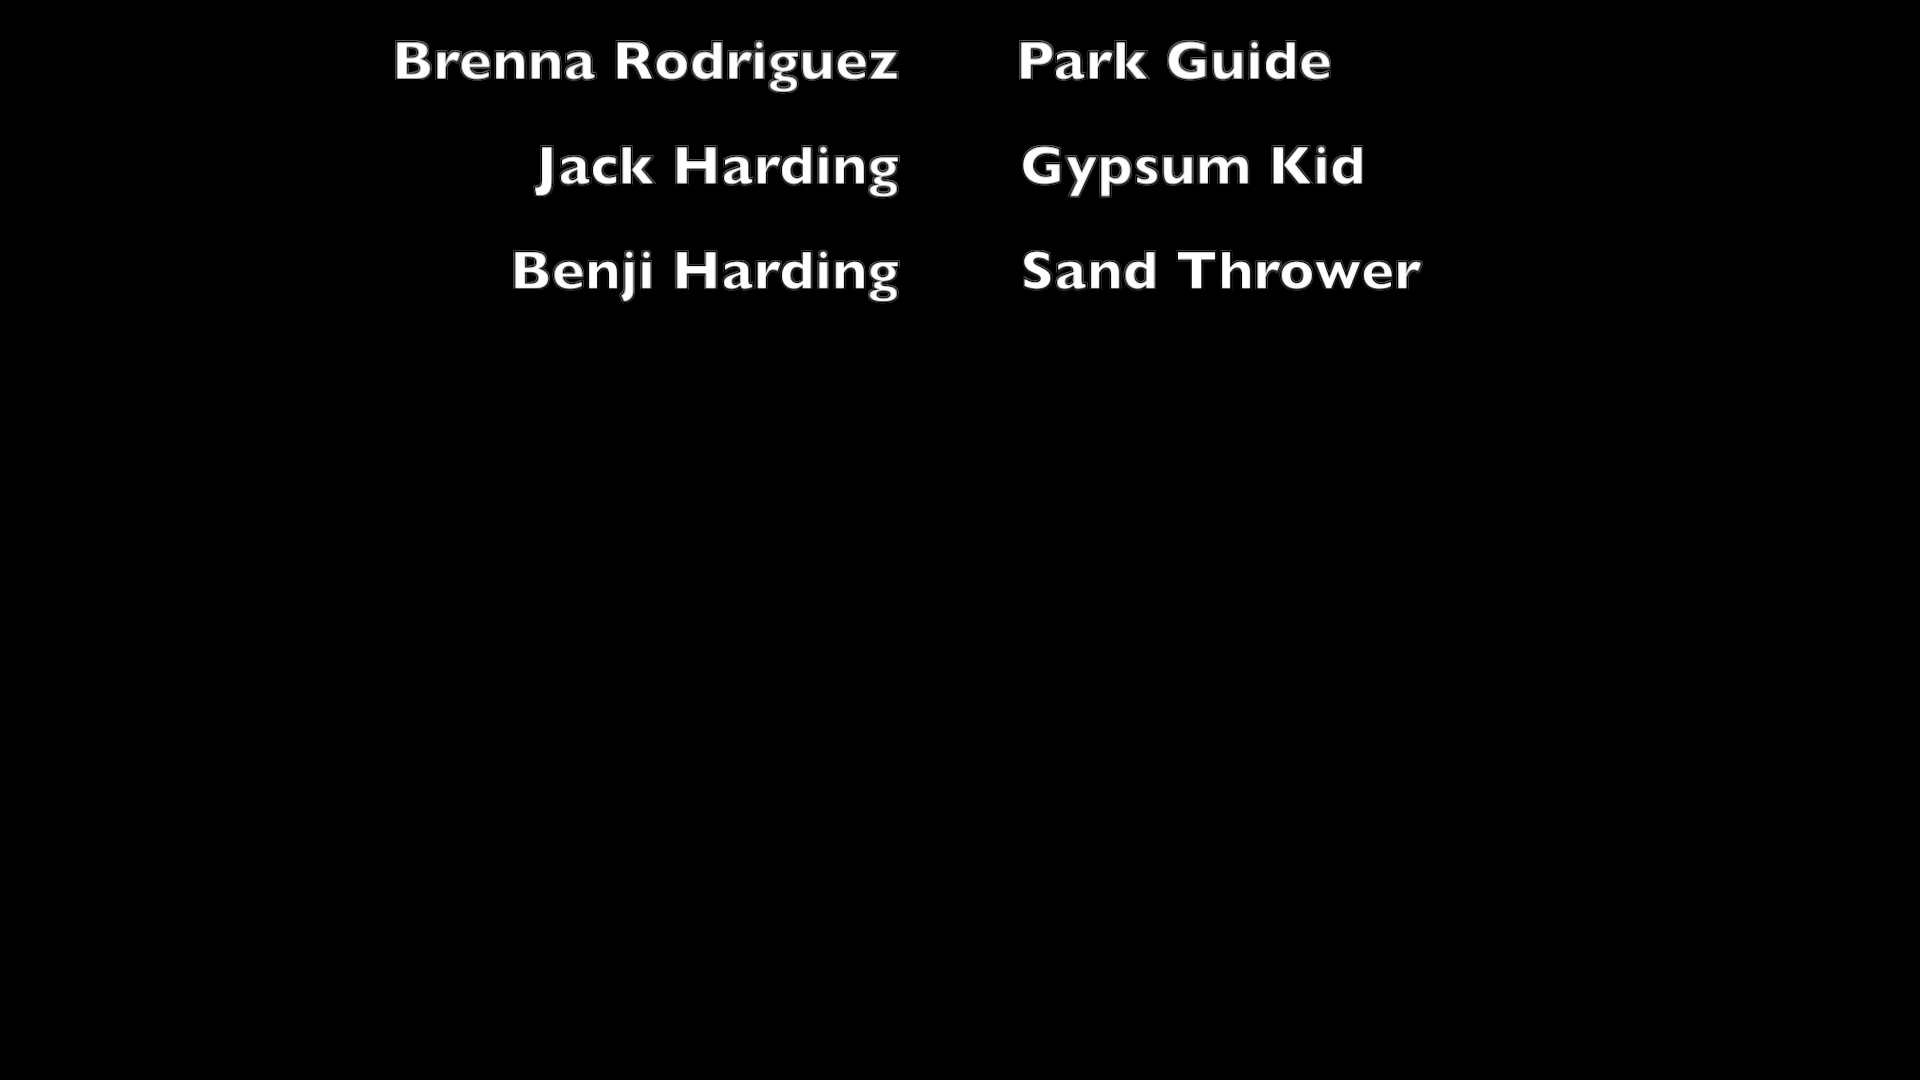 Brenna Rodriguez Park Guide
Jack Harding Gypsum Kid
Benji Harding Sand Thrower